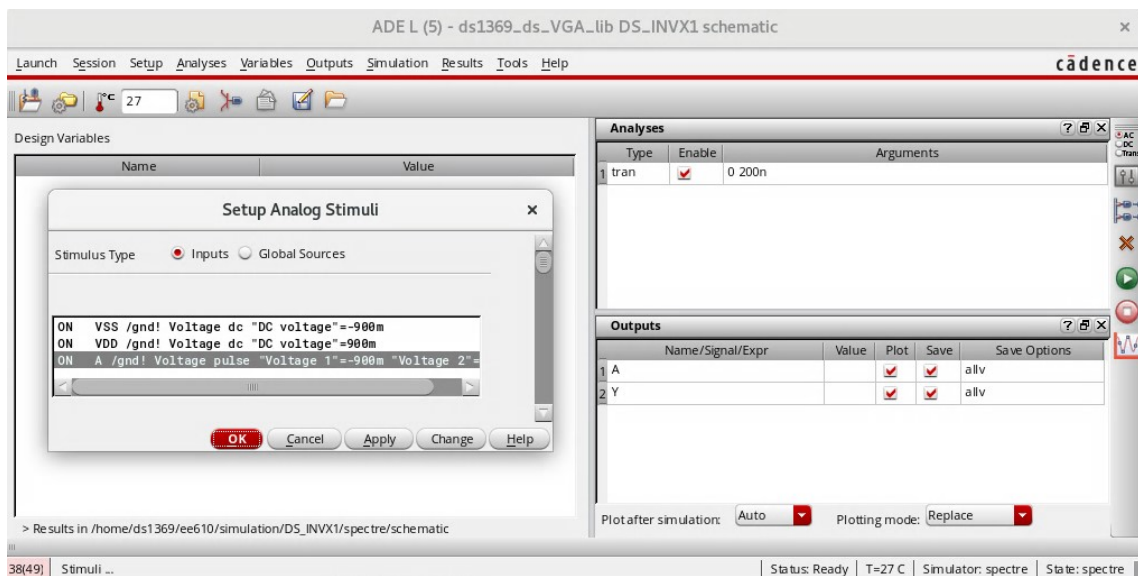 ADE L (5) - ds1369_ds_VGA_lib DS_INVX1 schematic
Launch Session Setup Analyses Variables Outputs Simulation Results Tools Help
cādence
°C 27
Design Variables
Name Value
Setup Analog Stimuli
Stimulus Type Inputs Global Sources
ON VSS /gnd! Voltage dc "DC voltage"=-900m
ON VDD /gnd! Voltage dc "DC voltage"=900m
ON A /gnd! Voltage pulse "Voltage 1"=-900m "Voltage 2"=
OK Cancel Apply Change Help
> Results in /home/ds1369/ee610/simulation/DS_INVX1/spectre/schematic
Analyses
Type Enable Arguments
1 tran 0 200n
Outputs
Name/Signal/Expr Value Plot Save Save Options
1 A allv
2 Y allv
Plot after simulation: Auto Plotting mode: Replace
AC
DC
Trans
38(49) Stimuli ... Status: Ready T=27 C Simulator: spectre State: spectre